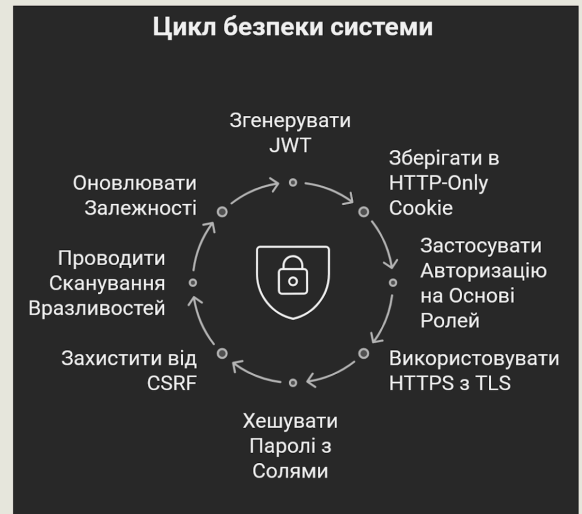 Цикл безпеки системи
Згенерувати
JWT
Зберігати в
HTTP-Only
Cookie
Застосувати
Авторизацію
на Основі
Ролей
Використовувати
HTTPS з TLS
Хешувати
Паролі з
Солями
Захистити від
CSRF
Проводити
Сканування
Вразливостей
Оновлювати
Залежності